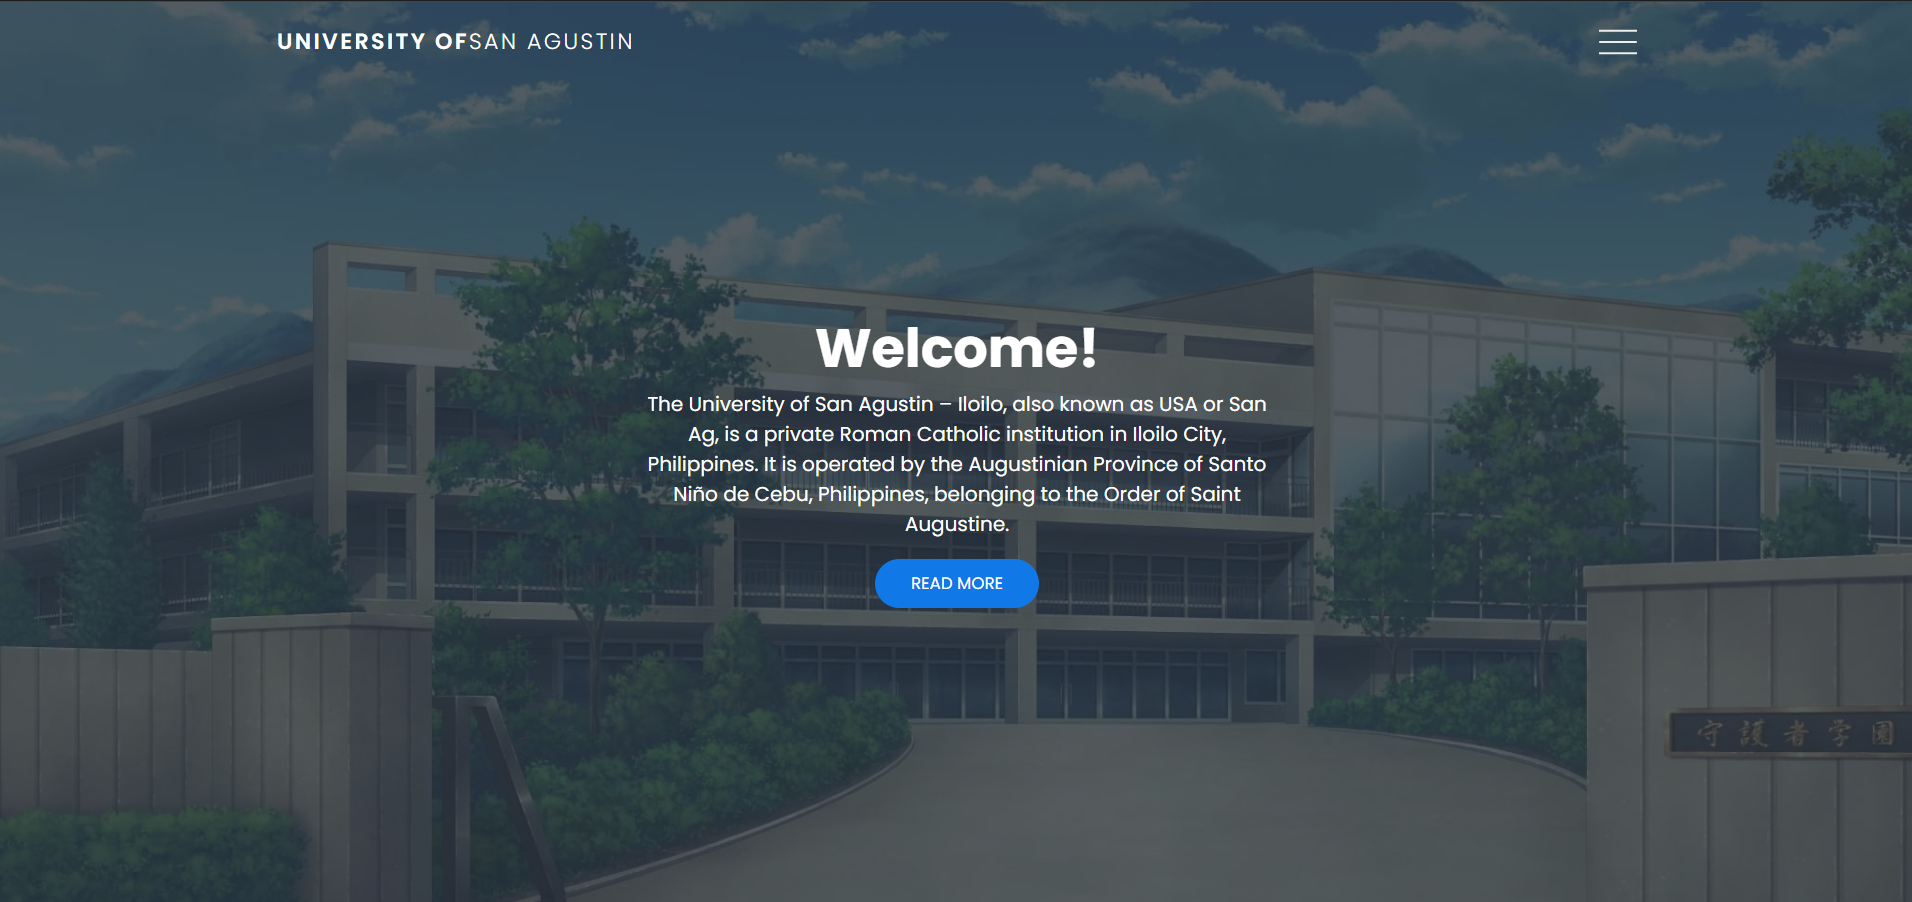 UNIVERSITY OFSAN AGUSTIN
Welcome!
The University of San Agustin – Iloilo, also known as USA or San
Ag, is a private Roman Catholic institution in Iloilo City,
Philippines. It is operated by the Augustinian Province of Santo
Niño de Cebu, Philippines, belonging to the Order of Saint
Augustine.
READ MORE
守護者学園